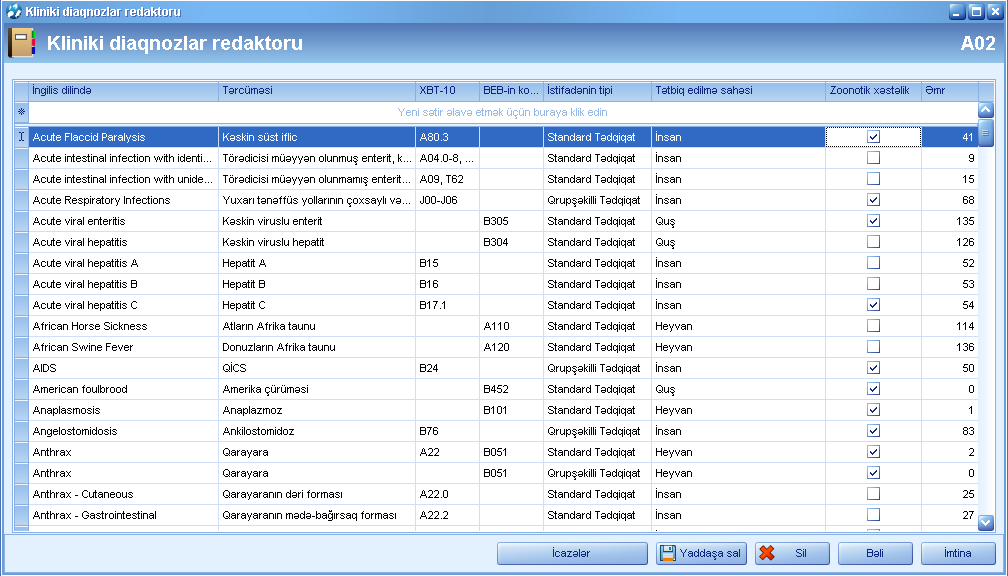 Kliniki diaqnozlar redaktoru
Kliniki diaqnozlar redaktoru A02
İngilis dilində Tərcüməsi XBT-10 BEB-in ko... İstifadənin tipi Tətbiq edilmə sahəsi Zoonotik xəstəlik Əmr
Yeni sətir əlavə etmək üçün buraya klik edin
Acute Flaccid Paralysis Kəskin süst iflic A80.3 Standard Tədqiqat İnsan 41
Acute intestinal infection with identi... Törədicisi müəyyən olunmuş enterit, k... A04.0-8, ... Standard Tədqiqat İnsan 9
Acute intestinal infection with unide... Törədicisi müəyyən olunmamış enterit... A09, T62 Standard Tədqiqat İnsan 15
Acute Respiratory Infections Yuxarı tənəffüs yollarının çoxsaylı və... J00-J06 Qrupşəkilli Tədqiqat İnsan 68
Acute viral enteritis Kəskin viruslu enterit B305 Standard Tədqiqat Quş 135
Acute viral hepatitis Kəskin viruslu hepatit B304 Standard Tədqiqat Quş 126
Acute viral hepatitis A Hepatit A B15 Standard Tədqiqat İnsan 52
Acute viral hepatitis B Hepatit B B16 Standard Tədqiqat İnsan 53
Acute viral hepatitis C Hepatit C B17.1 Standard Tədqiqat İnsan 54
African Horse Sickness Atların Afrika taunu A110 Standard Tədqiqat Heyvan 114
African Swine Fever Donuzların Afrika taunu A120 Standard Tədqiqat Heyvan 136
AIDS QİCS B24 Qrupşəkilli Tədqiqat İnsan 50
American foulbrood Amerika çürüməsi B452 Standard Tədqiqat Quş 0
Anaplasmosis Anaplazmoz B101 Standard Tədqiqat Heyvan 1
Angelostomidosis Ankilostomidoz B76 Qrupşəkilli Tədqiqat İnsan 83
Anthrax Qarayara A22 B051 Standard Tədqiqat Heyvan 2
Anthrax Qarayara B051 Qrupşəkilli Tədqiqat Heyvan 0
Anthrax - Cutaneous Qarayaranın dəri forması A22.0 Standard Tədqiqat İnsan 25
Anthrax - Gastrointestinal Qarayaranın mədə-bağırsaq forması A22.2 Standard Tədqiqat İnsan 27
İcazələr Yaddaşa sal Sil Bəli İmtina